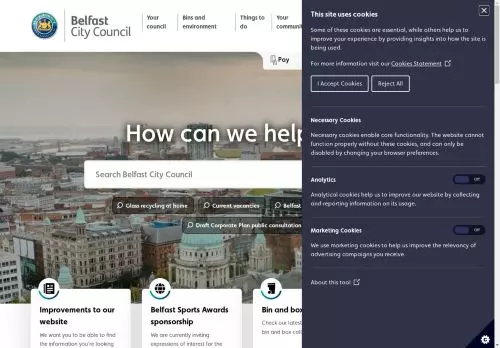 Belfast
City Council
Your
council
Bins and
environment
Things to
do
Your
Pay
How can we help
Search Belfast City Council
Glass recycling at home
Current vacancies
Belfast
Draft Corporate Plan public consultation
Improvements to our
website
We want you to be able to find
the information you're looking
Belfast Sports Awards
sponsorship
We are currently inviting
expressions of interest for the
Bin and box
Check our latest
bin and box
This site uses cookies
Some of these cookies are essential, while others help us to
improve your experience by providing insights into how the site is
being used.
For more information visit our Cookies Statement
I Accept Cookies
Reject All
Necessary Cookies
Necessary cookies enable core functionality. The website cannot
function properly without these cookies, and can only be
disabled by changing your browser preferences.
Analytics
Off
Analytical cookies help us to improve our website by collecting
and reporting information on its usage.
Marketing Cookies
Off
We use marketing cookies to help us improve the relevancy of
advertising campaigns you receive.
About this tool